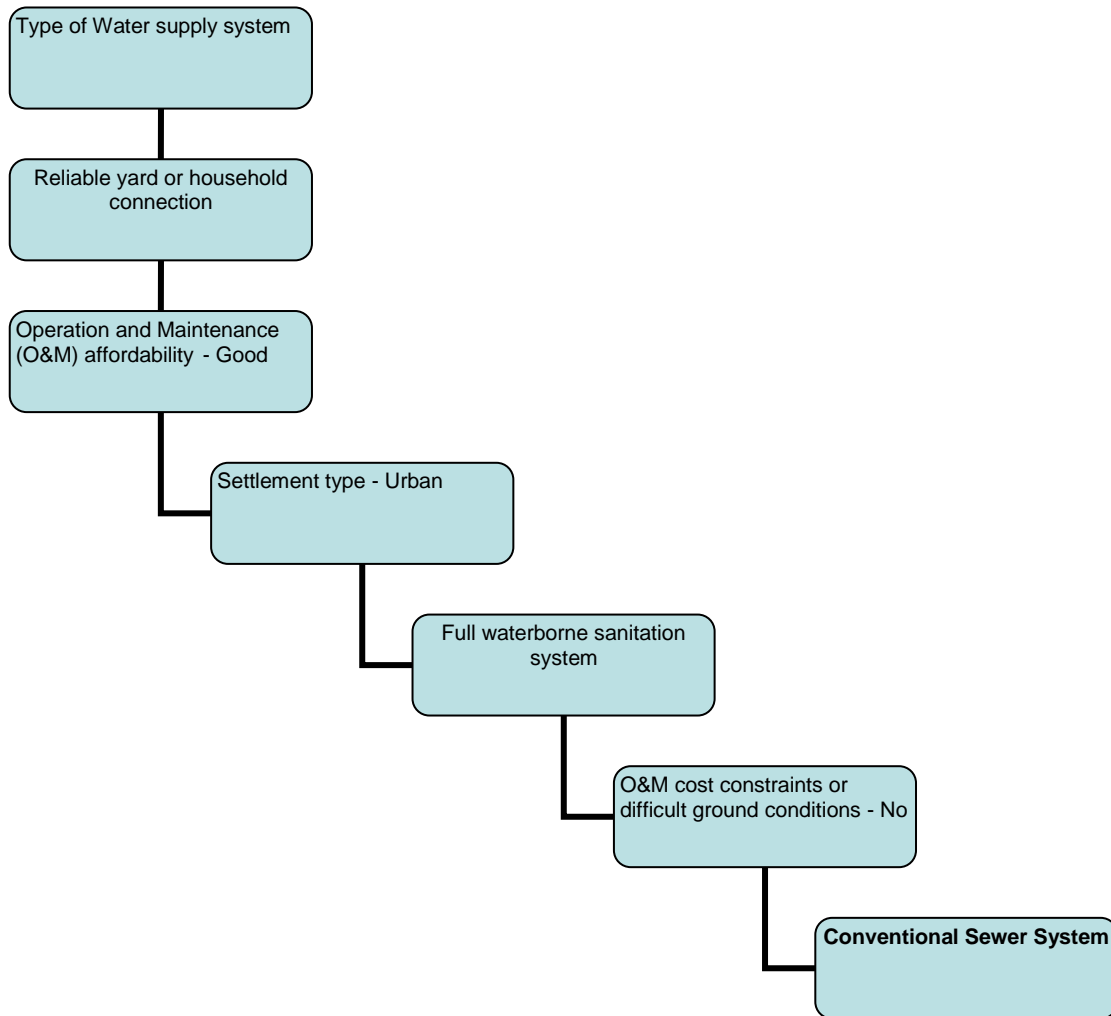 Type of Water supply system
Reliable yard or household
connection
Operation and Maintenance
(O&M) affordability - Good
Settlement type - Urban
Full waterborne sanitation
system
O&M cost constraints or
difficult ground conditions - No
Conventional Sewer System